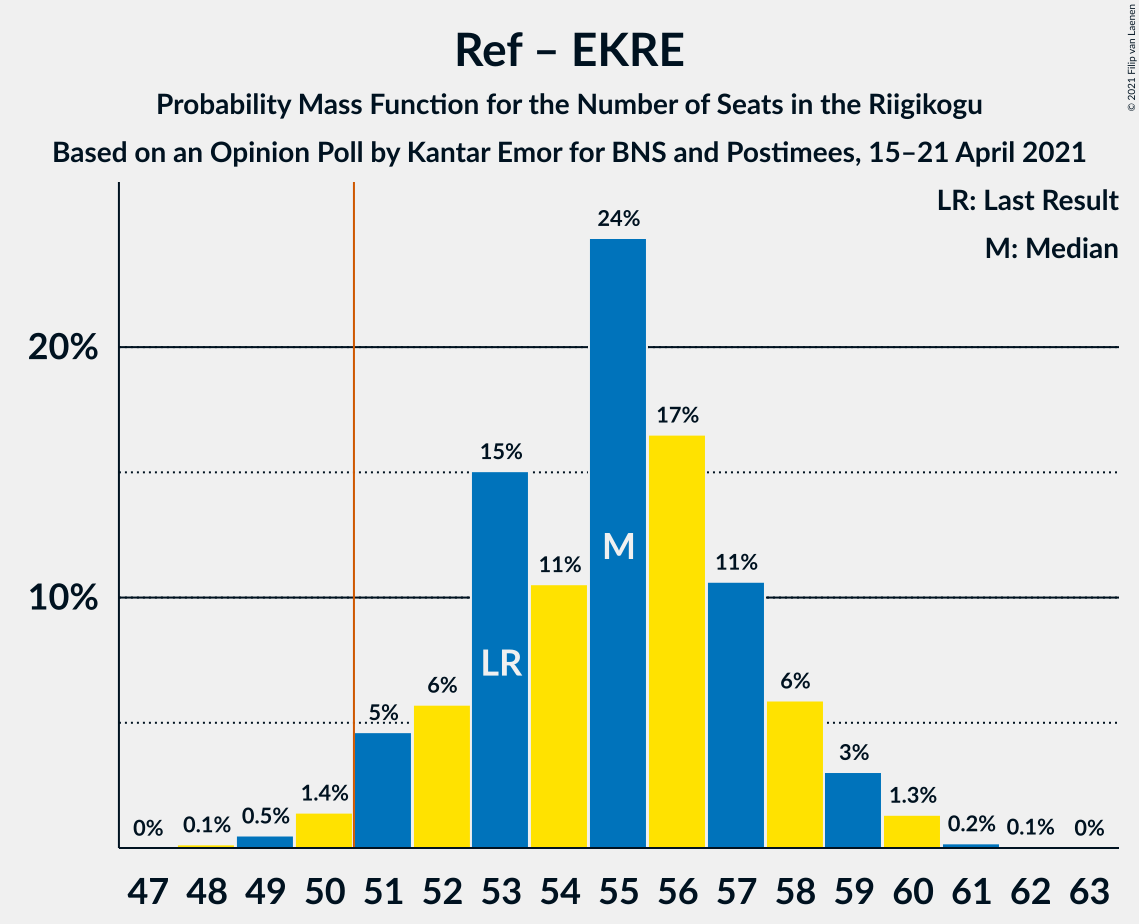 Ref – EKRE
Probability Mass Function for the Number of Seats in the Riigikogu
Based on an Opinion Poll by Kantar Emor for BNS and Postimees, 15–21 April 2021
© 2021 Filip van Laenen
LR: Last Result
M: Median
24%
20%
17%
15%
M
11%
11%
10%
LR
6%
6%
5%
3%
1.4%
1.3%
0%
0.1%
0.5%
0.2%
0.1%
0%
47 48 49 50 51 52 53 54 55 56 57 58 59 60 61 62 63